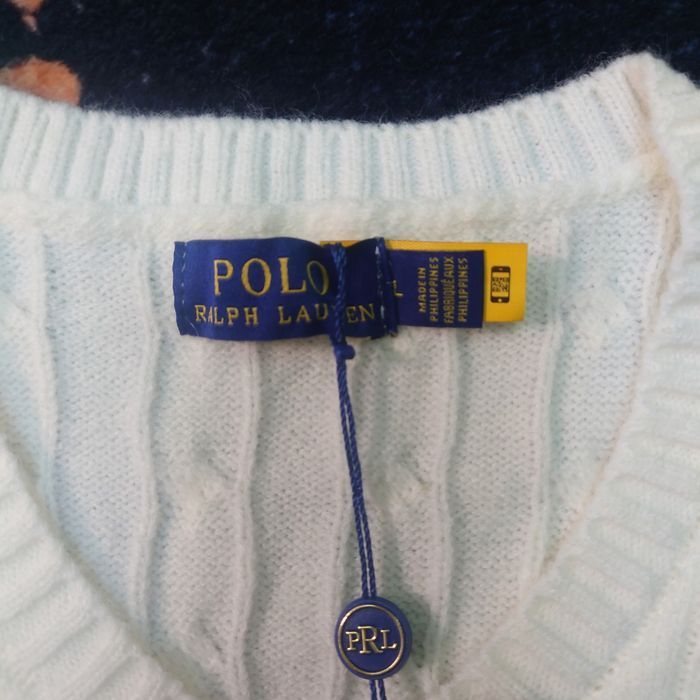 POLO
RALPH LAUREN
L
MADE IN
PHILIPPINES
FABRIQUÉ AUX
PHILIPPINES
PRL